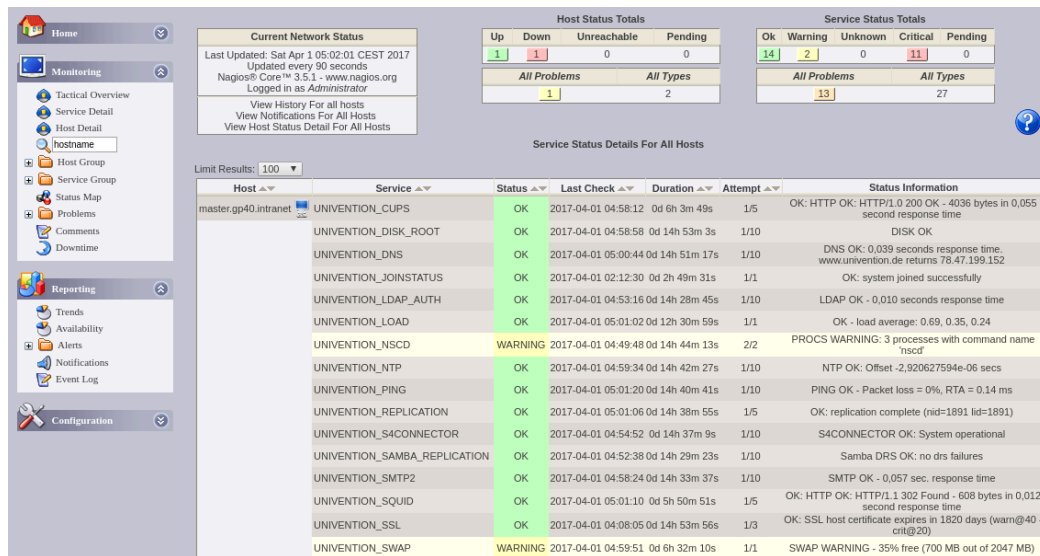 Home
Monitoring
Tactical Overview
Service Detail
Host Detail
hostname
Host Group
Service Group
Status Map
Problems
Comments
Downtime
Reporting
Trends
Availability
Alerts
Notifications
Event Log
Configuration
Current Network Status
Last Updated: Sat Apr 1 05:02:01 CEST 2017
Updated every 90 seconds
Nagios® Core™ 3.5.1 - www.nagios.org
Logged in as Administrator
View History For all hosts
View Notifications For All Hosts
View Host Status Detail For All Hosts
Host Status Totals
Up Down Unreachable Pending
1 1 0 0
All Problems All Types
1 2
Service Status Totals
Ok Warning Unknown Critical Pending
14 2 0 11 0
All Problems All Types
13 27
?
Service Status Details For All Hosts
Limit Results: 100
Host Service Status Last Check Duration Attempt Status Information
master.gp40.intranet UNIVENTION_CUPS OK 2017-04-01 04:58:12 0d 6h 3m 49s 1/5 OK: HTTP OK: HTTP/1.0 200 OK - 4036 bytes in 0,055
second response time
UNIVENTION_DISK_ROOT OK 2017-04-01 04:58:58 0d 14h 53m 3s 1/10 DISK OK
UNIVENTION_DNS OK 2017-04-01 05:00:44 0d 14h 51m 17s 1/10 DNS OK: 0,039 seconds response time.
www.univention.de returns 78.47.199.152
UNIVENTION_JOINSTATUS OK 2017-04-01 02:12:30 0d 2h 49m 31s 1/1 OK: system joined successfully
UNIVENTION_LDAP_AUTH OK 2017-04-01 04:53:16 0d 14h 28m 45s 1/10 LDAP OK - 0,010 seconds response time
UNIVENTION_LOAD OK 2017-04-01 05:01:02 0d 12h 30m 59s 1/1 OK - load average: 0.69, 0.35, 0.24
UNIVENTION_NSCD WARNING 2017-04-01 04:49:48 0d 14h 44m 13s 2/2 PROCS WARNING: 3 processes with command name
'nscd'
UNIVENTION_NTP OK 2017-04-01 04:59:34 0d 14h 42m 27s 1/10 NTP OK: Offset -2,920627594e-06 secs
UNIVENTION_PING OK 2017-04-01 05:01:20 0d 14h 40m 41s 1/10 PING OK - Packet loss = 0%, RTA = 0.14 ms
UNIVENTION_REPLICATION OK 2017-04-01 05:01:06 0d 14h 38m 55s 1/5 OK: replication complete (nid=1891 lid=1891)
UNIVENTION_S4CONNECTOR OK 2017-04-01 04:54:52 0d 14h 37m 9s 1/10 S4CONNECTOR OK: System operational
UNIVENTION_SAMBA_REPLICATION OK 2017-04-01 04:52:38 0d 14h 29m 23s 1/10 Samba DRS OK: no drs failures
UNIVENTION_SMTP2 OK 2017-04-01 04:58:24 0d 14h 33m 37s 1/10 SMTP OK - 0,057 sec. response time
UNIVENTION_SQUID OK 2017-04-01 05:01:10 0d 5h 50m 51s 1/5 OK: HTTP OK: HTTP/1.1 302 Found - 608 bytes in 0,012
second response time
UNIVENTION_SSL OK 2017-04-01 04:08:05 0d 14h 53m 56s 1/3 OK: SSL host certificate expires in 1820 days (warn@40 -
crit@20)
UNIVENTION_SWAP WARNING 2017-04-01 04:59:51 0d 6h 32m 10s 1/1 SWAP WARNING - 35% free (700 MB out of 2047 MB)